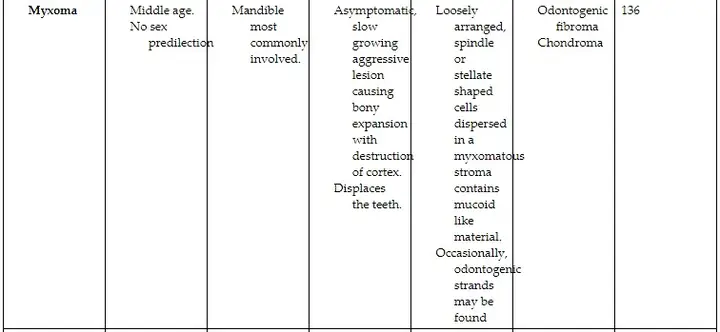 Myxoma
Middle age.
No sex
predilection
Mandible
most
commonly
involved.
Asymptomatic,
slow
growing
aggressive
lesion
causing
bony
expansion
with
destruction
of cortex.
Displaces
the teeth.
Loosely
arranged,
spindle
or
stellate
shaped
cells
dispersed
in a
myxomatous
stroma
contains
mucoid
like
material.
Occasionally,
odontogenic
strands
may be
found
Odontogenic
fibroma
Chondroma
136